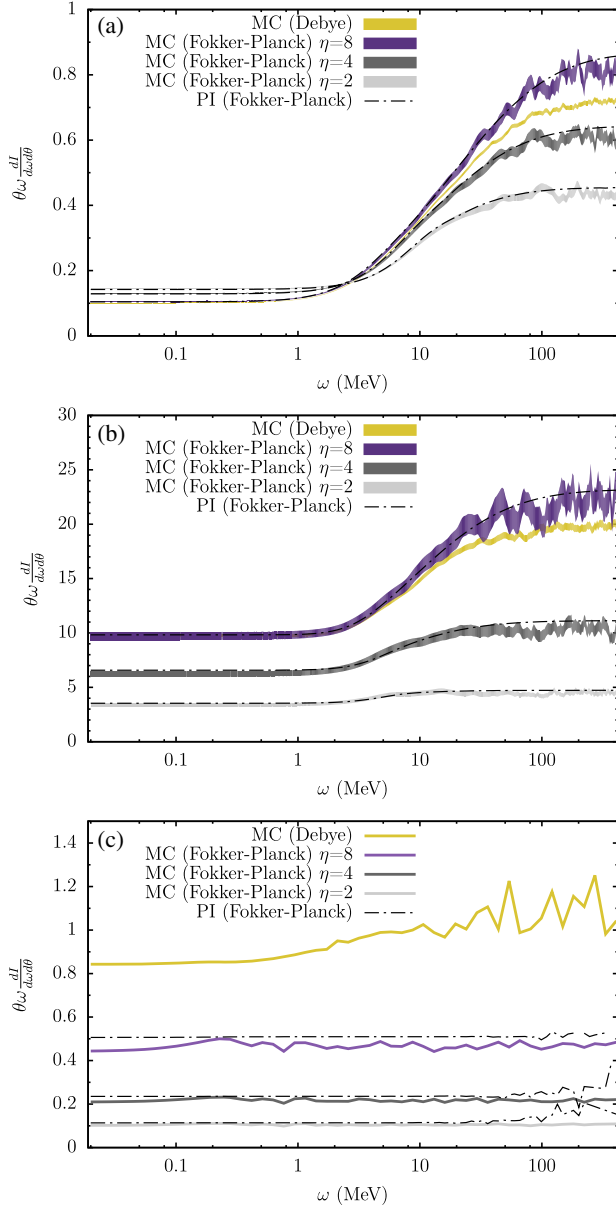 (a)
MC (Debye)
MC (Fokker-Planck) η=8
MC (Fokker-Planck) η=4
MC (Fokker-Planck) η=2
PI (Fokker-Planck)
1
0.8
0.6
0.4
0.2
0
θω dI/dωdθ
0.1 1 10 100
ω (MeV)
(b)
MC (Debye)
MC (Fokker-Planck) η=8
MC (Fokker-Planck) η=4
MC (Fokker-Planck) η=2
PI (Fokker-Planck)
30
25
20
15
10
5
0
θω dI/dωdθ
0.1 1 10 100
ω (MeV)
(c)
MC (Debye)
MC (Fokker-Planck) η=8
MC (Fokker-Planck) η=4
MC (Fokker-Planck) η=2
PI (Fokker-Planck)
1.4
1.2
1
0.8
0.6
0.4
0.2
0
θω dI/dωdθ
0.1 1 10 100
ω (MeV)